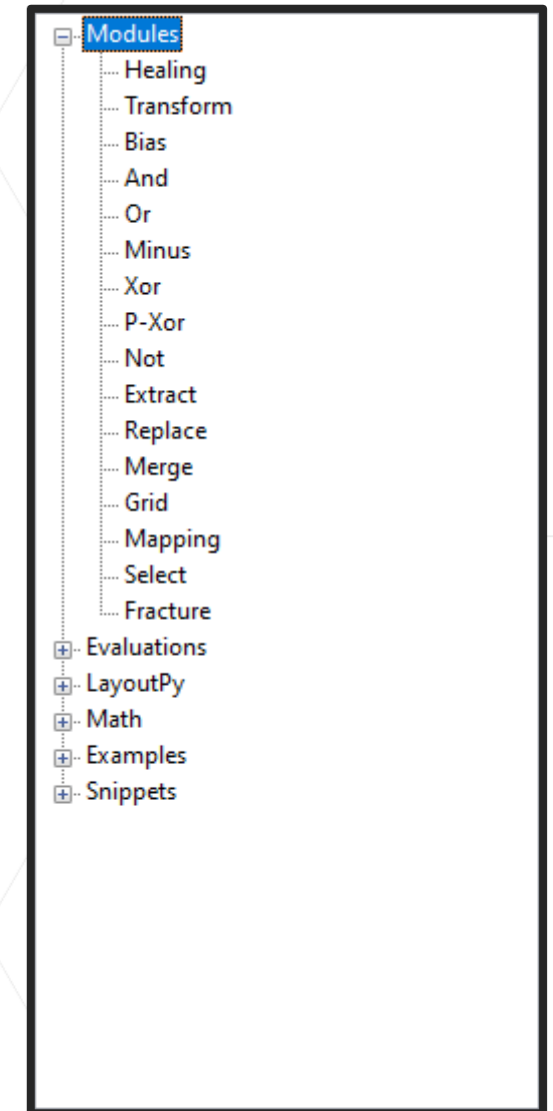 Modules
Healing
Transform
Bias
And
Or
Minus
Xor
P-Xor
Not
Extract
Replace
Merge
Grid
Mapping
Select
Fracture
Evaluations
LayoutPy
Math
Examples
Snippets